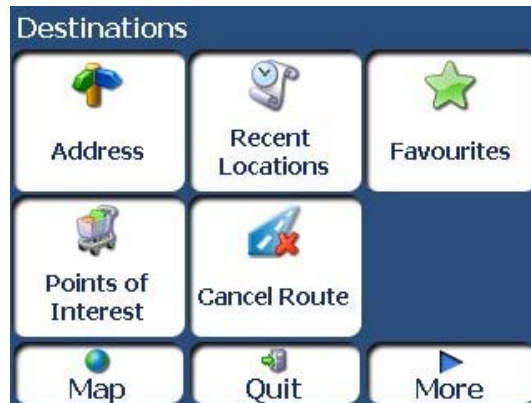 Destinations
Address
Recent
Locations
Favourites
Points of
Interest
Cancel Route
Map
Quit
More